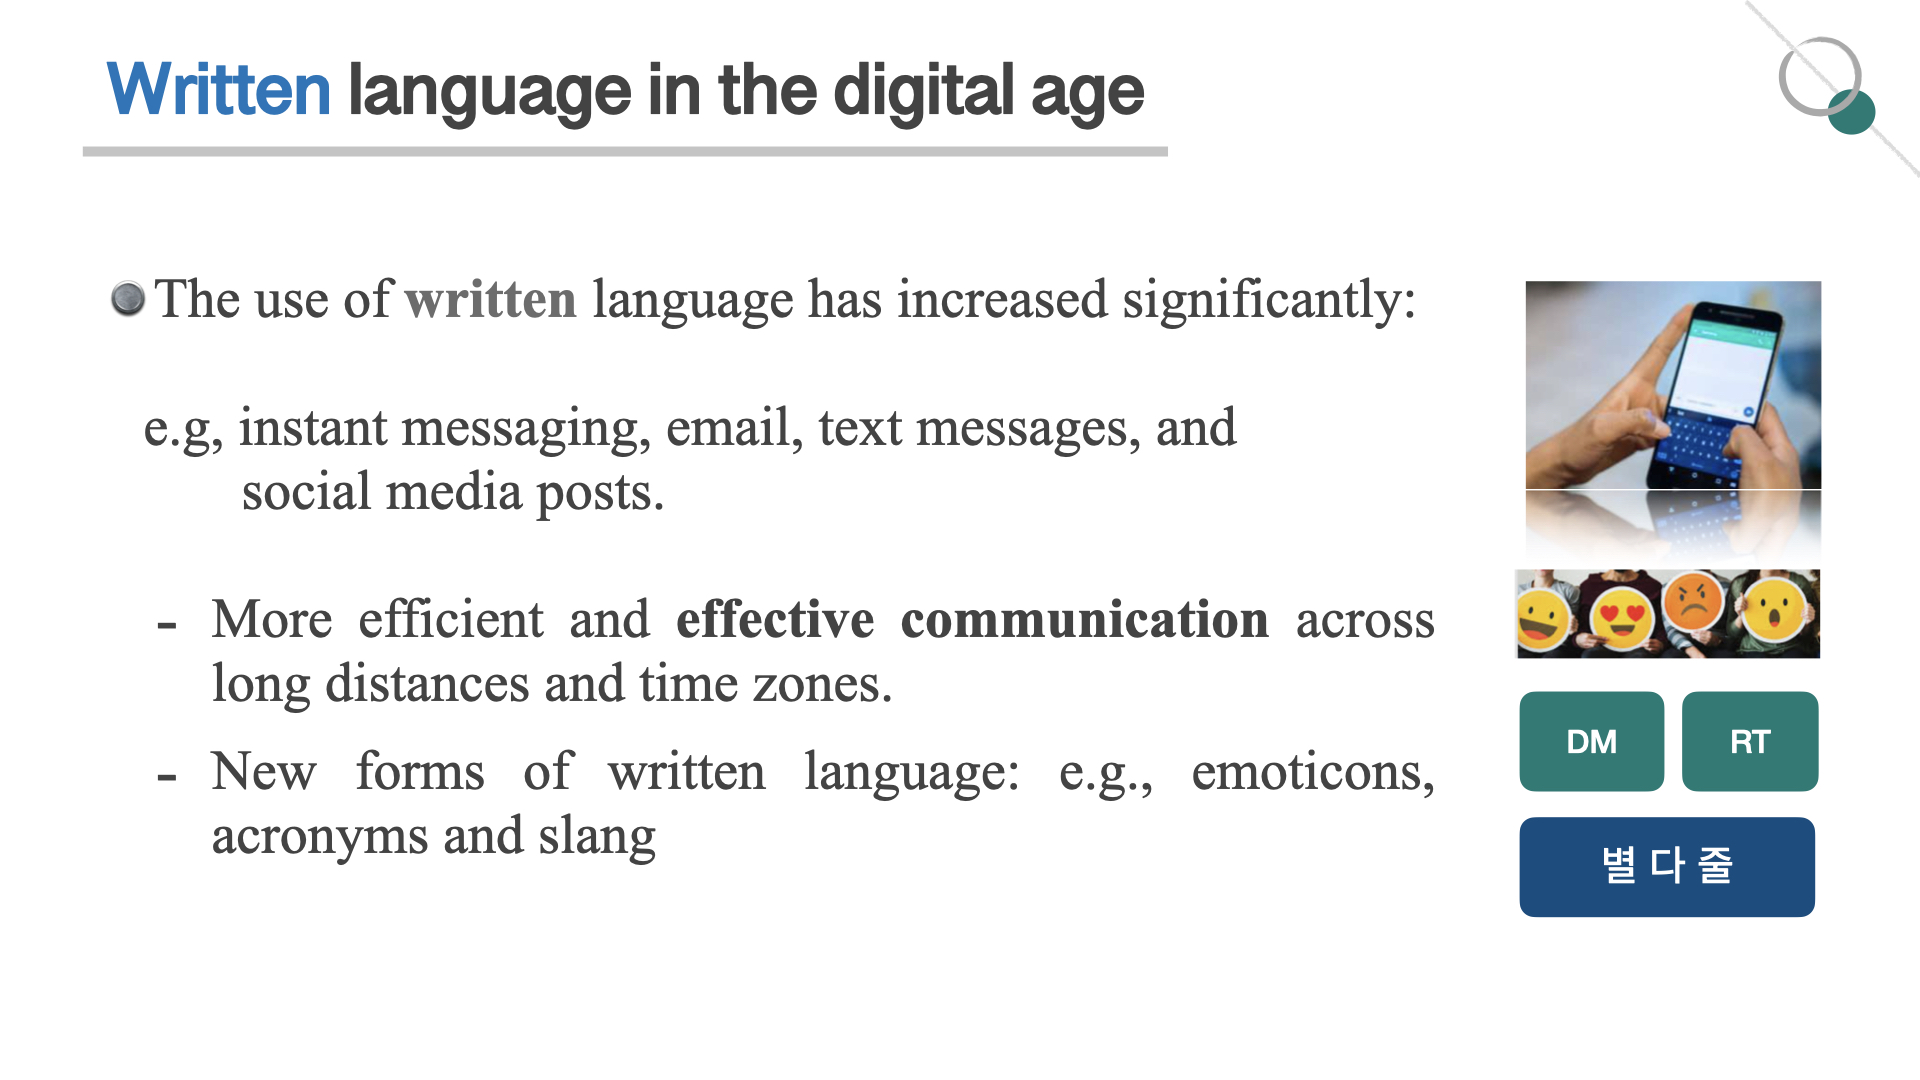 Written language in the digital age
The use of written language has increased significantly:
e.g, instant messaging, email, text messages, and
social media posts.
- More efficient and effective communication across
long distances and time zones.
- New forms of written language: e.g., emoticons,
acronyms and slang
DM
RT
별 다 줄